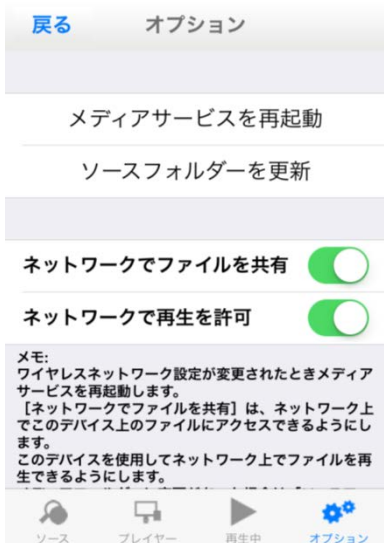 戻る オプション
メディアサービスを再起動
ソースフォルダーを更新
ネットワークでファイルを共有
ネットワークで再生を許可
メモ:
ワイヤレスネットワーク設定が変更されたときメディア
サービスを再起動します。
［ネットワークでファイルを共有］は、ネットワーク上
でこのデバイス上のファイルにアクセスできるようにし
ます。
このデバイスを使用してネットワーク上でファイルを再
生できるようにします。
ソース プレイヤー 再生中 オプション